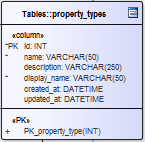 Tables::property_types
«column»
*PK Id: INT
* name: VARCHAR(50)
description: VARCHAR(250)
* display_name: VARCHAR(50)
created_at: DATETIME
updated_at: DATETIME
«PK»
+ PK_property_type(INT)